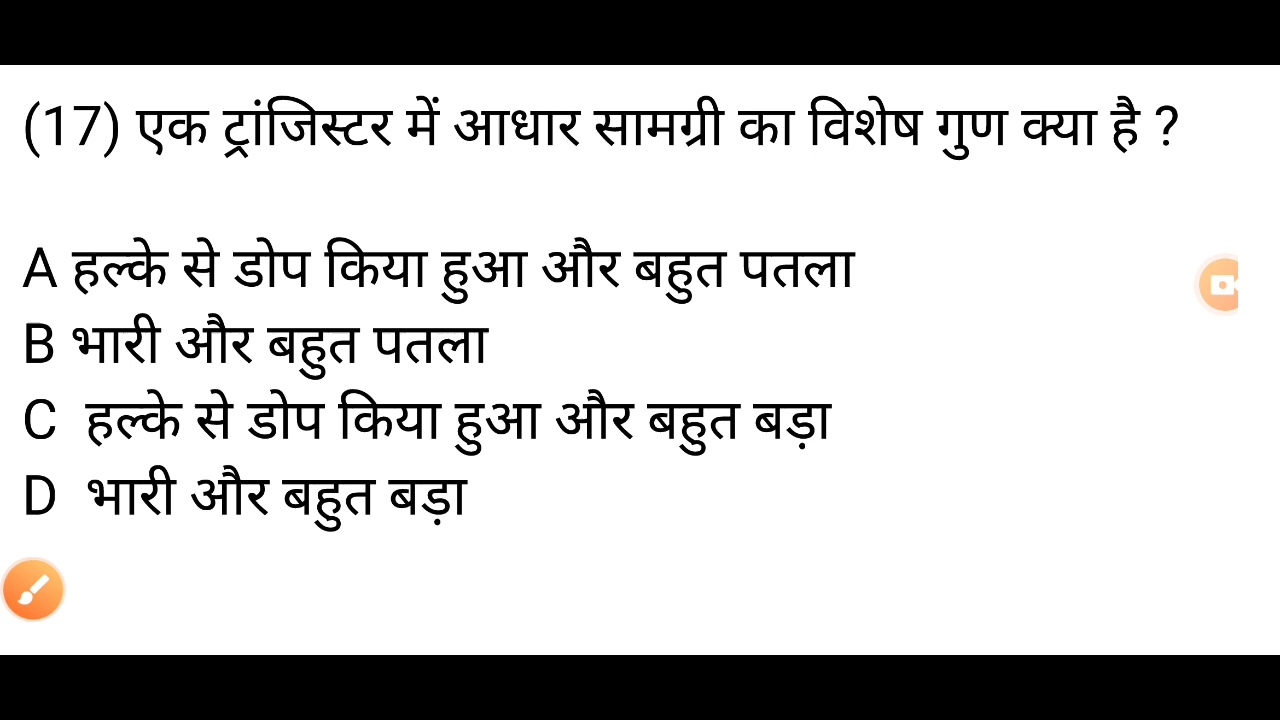 (17) एक ट्रांजिस्टर में आधार सामग्री का विशेष गुण क्या है ?
A हल्के से डोप किया हुआ और बहुत पतला
B भारी और बहुत पतला
C हल्के से डोप किया हुआ और बहुत बड़ा
D भारी और बहुत बड़ा